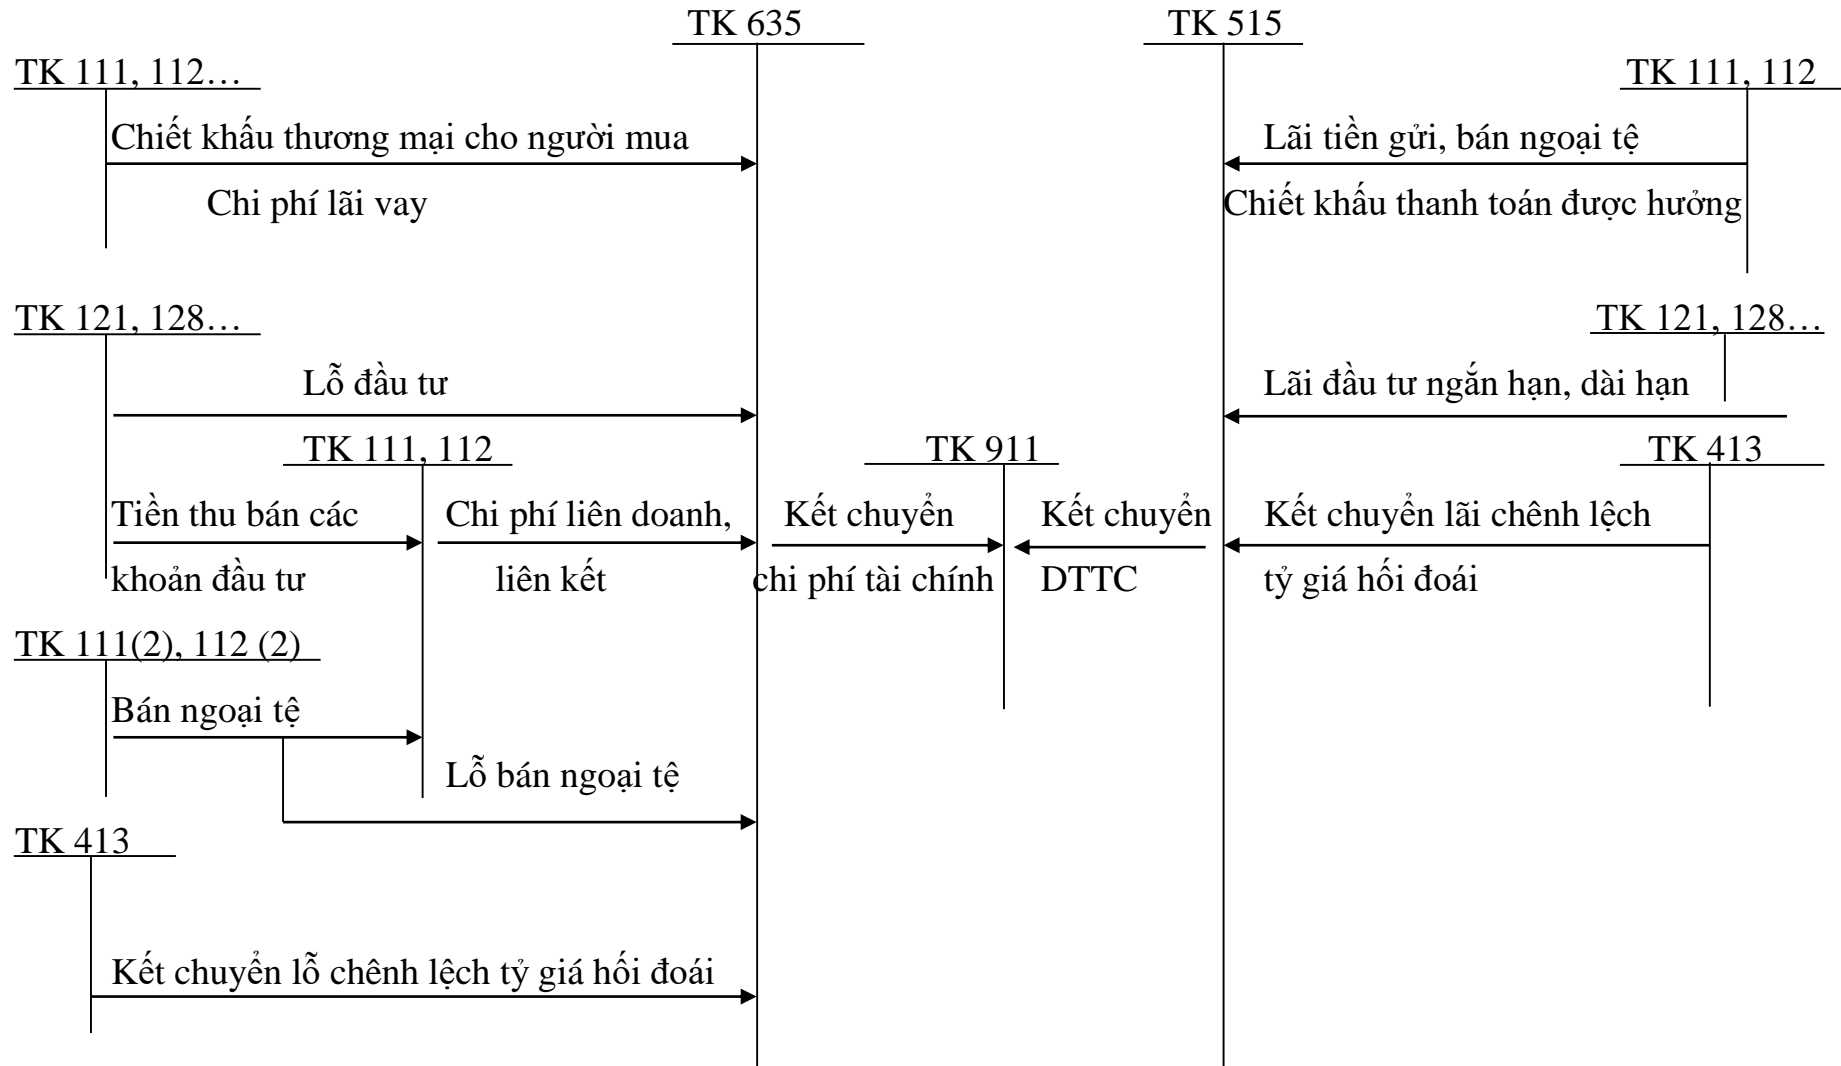 TK 635
TK 515
TK 111, 112…
TK 111, 112
Chiết khấu thương mại cho người mua
Lãi tiền gửi, bán ngoại tệ
Chi phí lãi vay
Chiết khấu thanh toán được hưởng
TK 121, 128…
TK 121, 128…
Lỗ đầu tư
Lãi đầu tư ngắn hạn, dài hạn
TK 111, 112
TK 911
TK 413
Tiền thu bán các
khoản đầu tư
Chi phí liên doanh,
liên kết
Kết chuyển
chi phí tài chính
Kết chuyển
DTTC
Kết chuyển lãi chênh lệch
tỷ giá hối đoái
TK 111(2), 112 (2)
Bán ngoại tệ
Lỗ bán ngoại tệ
TK 413
Kết chuyển lỗ chênh lệch tỷ giá hối đoái